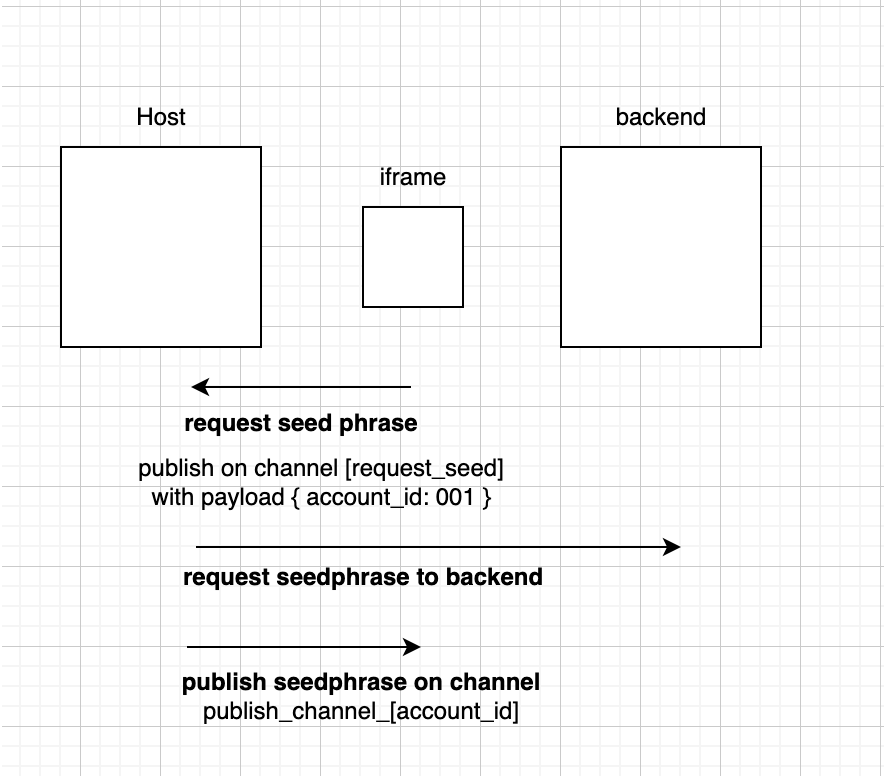 Host
backend
iframe
request seed phrase
publish on channel [request_seed]
with payload { account_id: 001 }
request seedphrase to backend
publish seedphrase on channel
publish_channel_[account_id]